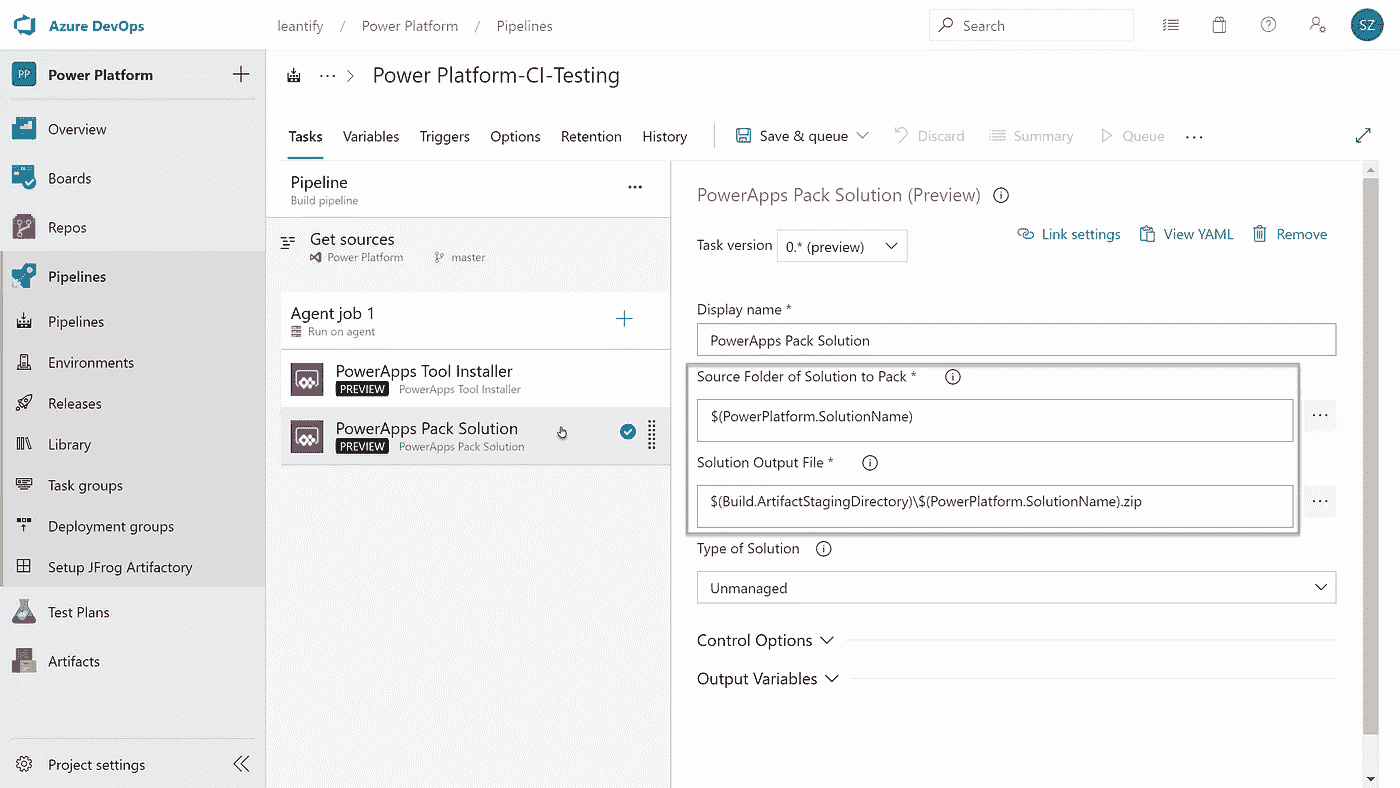 Azure DevOps
leantify / Power Platform / Pipelines
Search
SZ
PP Power Platform
Overview
Boards
Repos
Pipelines
Pipelines
Environments
Releases
Library
Task groups
Deployment groups
Setup JFrog Artifactory
Test Plans
Artifacts
Project settings
··· > Power Platform-CI-Testing
Tasks Variables Triggers Options Retention History Save & queue Discard Summary Queue ···
Pipeline ···
Build pipeline
Get sources
Power Platform master
Agent job 1
Run on agent
PowerApps Tool Installer
PREVIEW PowerApps Tool Installer
PowerApps Pack Solution
PREVIEW PowerApps Pack Solution
PowerApps Pack Solution (Preview)
Link settings View YAML Remove
Task version 0.* (preview)
Display name *
PowerApps Pack Solution
Source Folder of Solution to Pack *
$(PowerPlatform.SolutionName) ···
Solution Output File *
$(Build.ArtifactStagingDirectory)\$(PowerPlatform.SolutionName).zip ···
Type of Solution
Unmanaged
Control Options
Output Variables